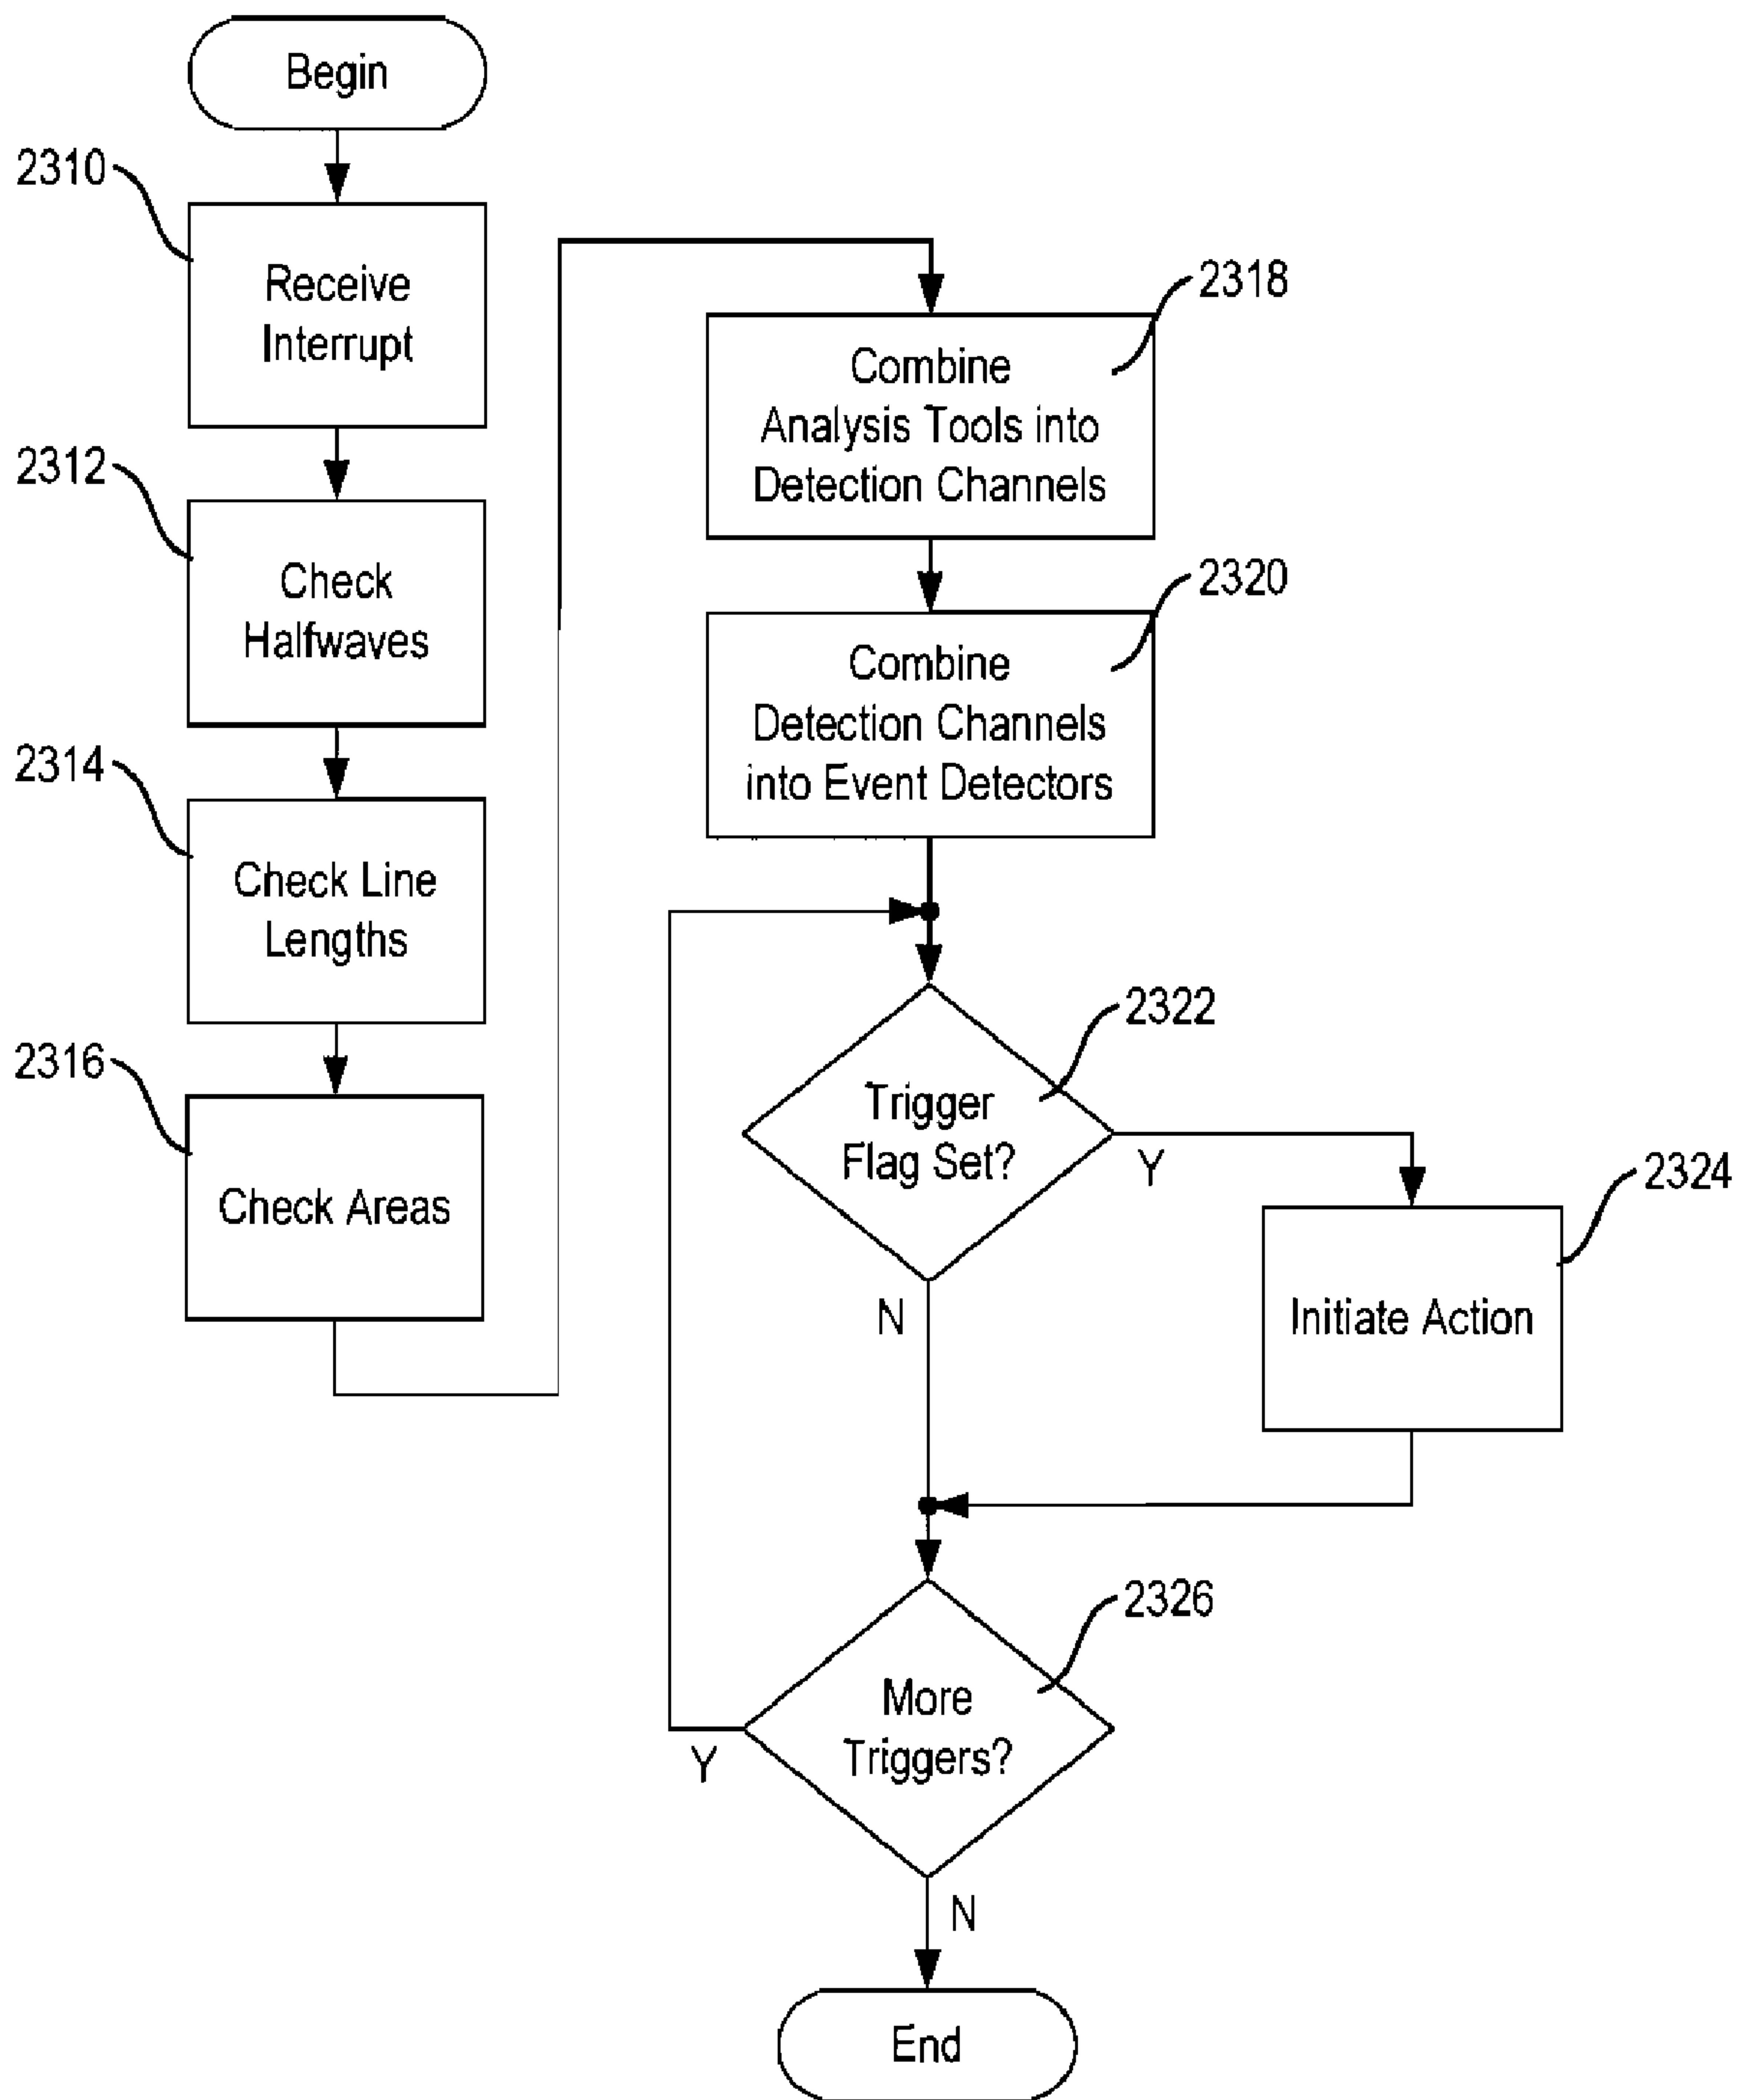 Begin
2310
Receive
Interrupt
2312
Check
Halfwaves
2314
Check Line
Lengths
2316
Check Areas
2318
Combine
Analysis Tools into
Detection Channels
2320
Combine
Detection Channels
into Event Detectors
2322
Trigger
Flag Set?
Y
N
2324
Initiate Action
2326
More
Triggers?
Y
N
End